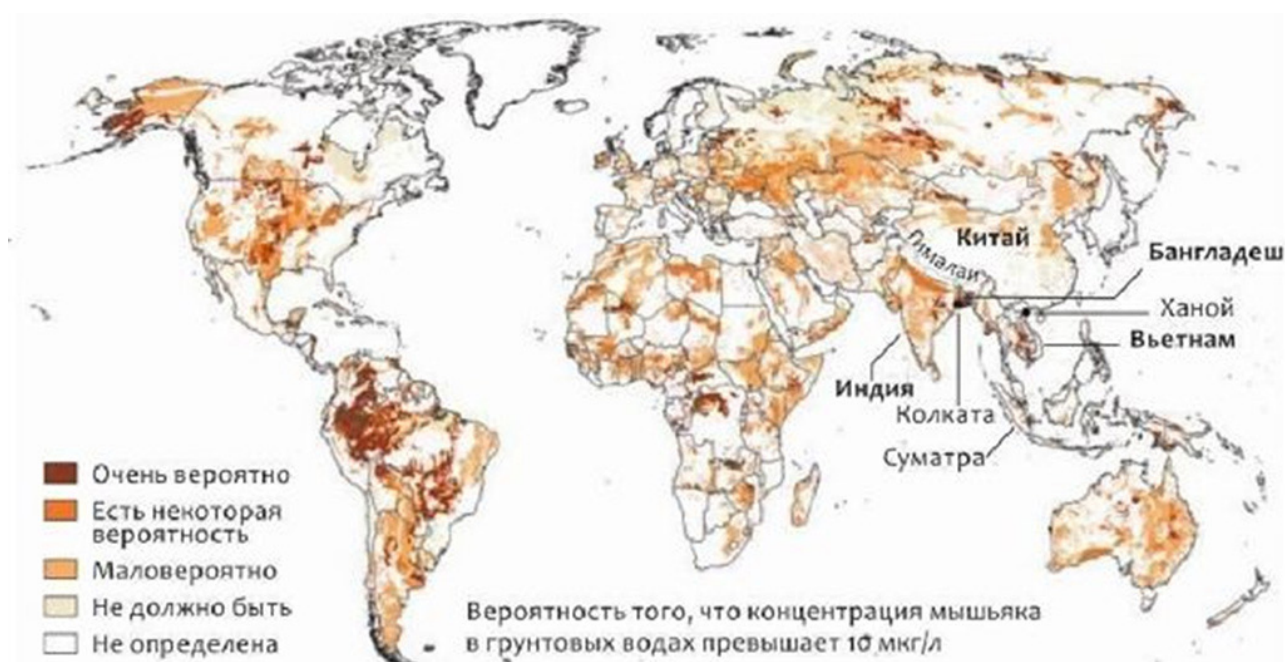 Китай
Гималаи
Бангладеш
Ханой
Вьетнам
Индия
Колката
Суматра
Очень вероятно
Есть некоторая
вероятность
Маловероятно
Не должно быть
Не определена
Вероятность того, что концентрация мышьяка
в грунтовых водах превышает 10 мкг/л